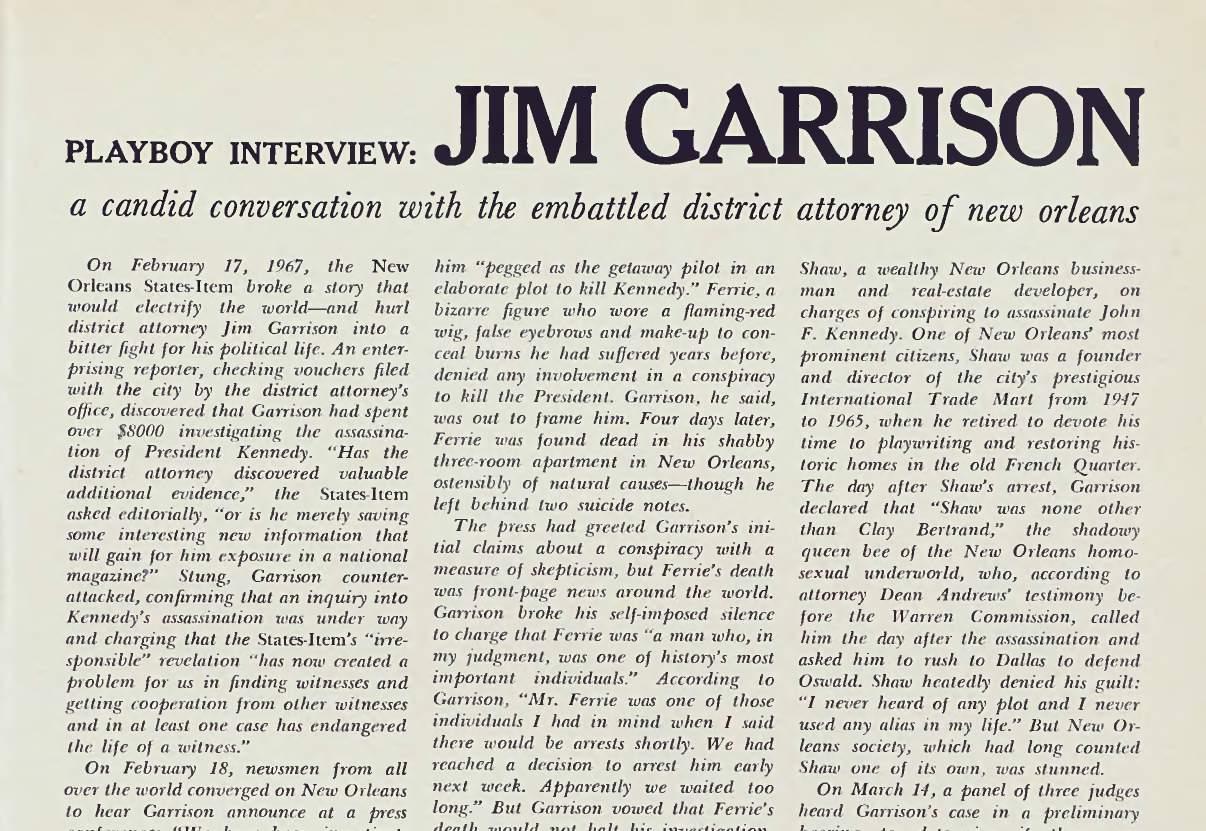 PLAYBOY INTERVIEW: JIM GARRISON
a candid conversation with the embattled district attorney of new orleans
On February 17, 1967, the New
Orleans States-Item broke a story that
would electrify the world—and hurl
district attorney Jim Garrison into a
bitter fight for his political life. An enter-
prising reporter, checking vouchers filed
with the city by the district attorney's
office, discovered that Garrison had spent
over $8000 investigating the assassina-
tion of President Kennedy. "Has the
district attorney discovered valuable
additional evidence," the States-Item
asked editorially, "or is he merely saving
some interesting new information that
will gain for him exposure in a national
magazine?" Stung, Garrison counter-
attacked, confirming that an inquiry into
Kennedy's assassination was under way
and charging that the States-Item's "irre-
sponsible" revelation "has now created a
problem for us in finding witnesses and
getting cooperation from other witnesses
and in at least one case has endangered
the life of a witness."
On February 18, newsmen from all
over the world converged on New Orleans
to hear Garrison announce at a press
him "pegged as the getaway pilot in an
elaborate plot to kill Kennedy." Ferrie, a
bizarre figure who wore a flaming-red
wig, false eyebrows and make-up to con-
ceal burns he had suffered years before,
denied any involvement in a conspiracy
to kill the President. Garrison, he said,
was out to frame him. Four days later,
Ferrie was found dead in his shabby
three-room apartment in New Orleans,
ostensibly of natural causes—though he
left behind two suicide notes.
The press had greeted Garrison's ini-
tial claims about a conspiracy with a
measure of skepticism, but Ferrie's death
was front-page news around the world.
Garrison broke his self-imposed silence
to charge that Ferrie was "a man who, in
my judgment, was one of history's most
important individuals." According to
Garrison, "Mr. Ferrie was one of those
individuals I had in mind when I said
there would be arrests shortly. We had
reached a decision to arrest him early
next week. Apparently we waited too
long." But Garrison vowed that Ferrie's
death would not halt his investigation,
Shaw, a wealthy New Orleans business-
man and real-estate developer, on
charges of conspiring to assassinate John
F. Kennedy. One of New Orleans' most
prominent citizens, Shaw was a founder
and director of the city's prestigious
International Trade Mart from 1947
to 1965, when he retired to devote his
time to playwriting and restoring his-
toric homes in the old French Quarter.
The day after Shaw's arrest, Garrison
declared that "Shaw was none other
than Clay Bertrand," the shadowy
queen bee of the New Orleans homo-
sexual underworld, who, according to
attorney Dean Andrews' testimony be-
fore the Warren Commission, called
him the day after the assassination and
asked him to rush to Dallas to defend
Oswald. Shaw heatedly denied his guilt:
"I never heard of any plot and I never
used any alias in my life." But New Or-
leans society, which had long counted
Shaw one of its own, was stunned.
On March 14, a panel of three judges
heard Garrison's case in a preliminary